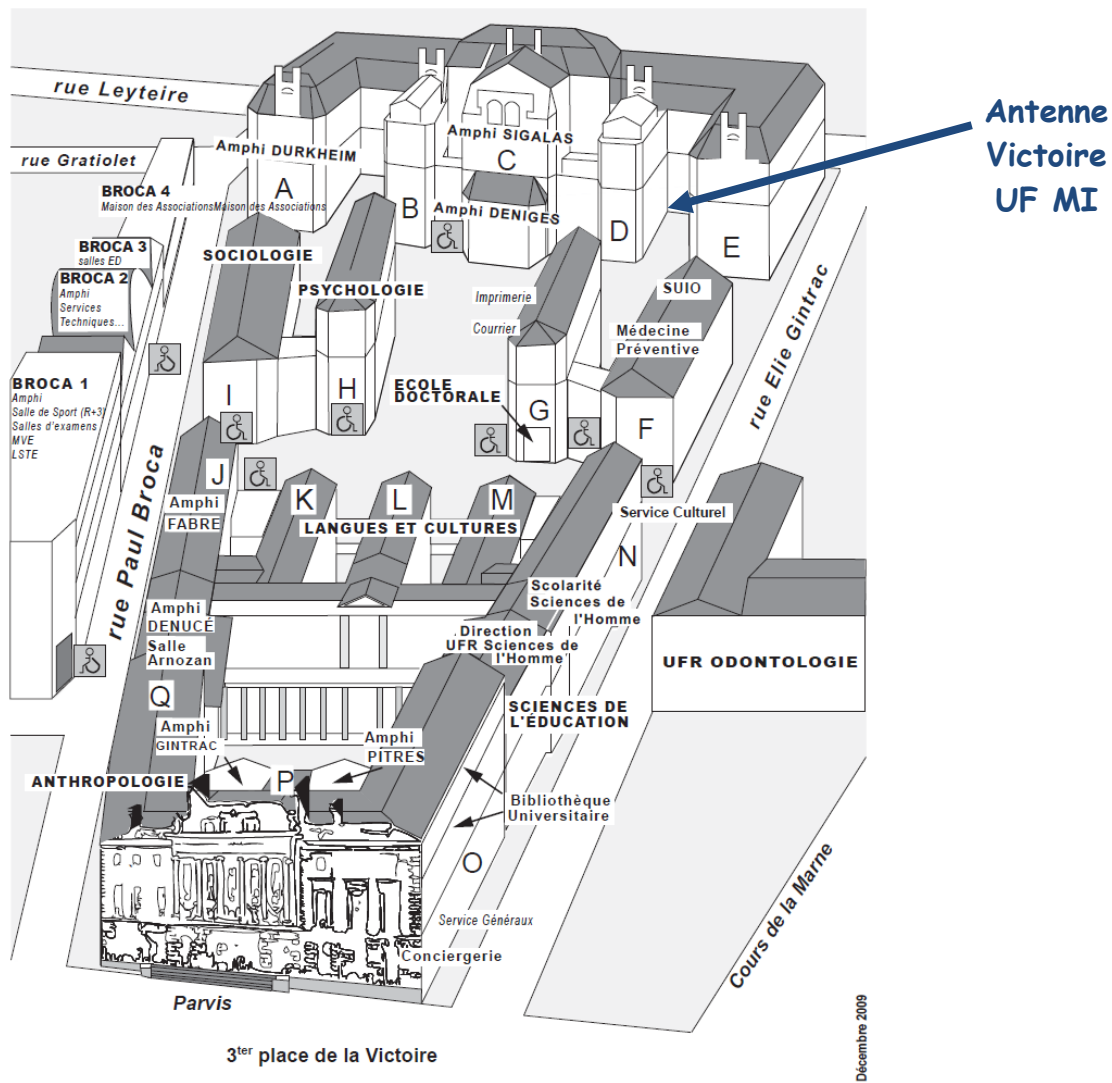 rue Leyteire
rue Gratiolet
Antenne
Victoire
UF MI
Amphi SIGALAS
C
Amphi DURKHEIM
A
B
Amphi DENIGES
D
E
BROCA 4
Maison des Associations
Maison des Associations
BROCA 3
salles ED
BROCA 2
Amphi
Services
Techniques...
SOCIOLOGIE
PSYCHOLOGIE
Imprimerie
Courrier
SUIO
Médecine
Préventive
rue Elie Gintrac
BROCA 1
Amphi
Salle de Sport (R+3)
Salles d'examens
MVE
LSTE
I
H
ECOLE
DOCTORALE
G
F
rue Paul Broca
J
Amphi
FABRE
K
L
M
LANGUES ET CULTURES
Service Culturel
N
Scolarité
Sciences de
l'Homme
Amphi
DENUCÉ
Salle
Arnozan
Direction
UFR Sciences de
l'Homme
UFR ODONTOLOGIE
Q
SCIENCES DE
L'ÉDUCATION
Amphi
GINTRAC
Amphi
PITRES
ANTHROPOLOGIE
P
Bibliothèque
Universitaire
O
Service Généraux
Conciergerie
Cours de la Marne
Parvis
3ter place de la Victoire
Décembre 2009